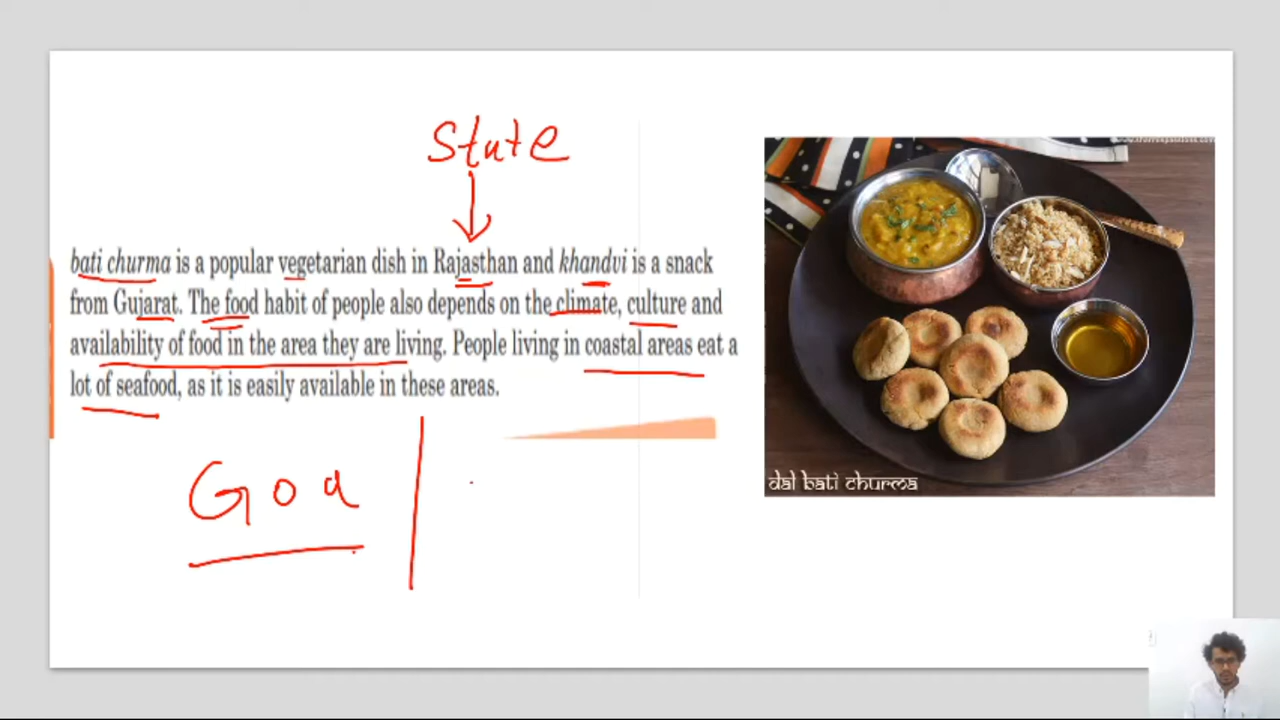 State
bati churma is a popular vegetarian dish in Rajasthan and khandvi is a snack
from Gujarat. The food habit of people also depends on the climate, culture and
availability of food in the area they are living. People living in coastal areas eat a
lot of seafood, as it is easily available in these areas.
Goa
dal bati churma